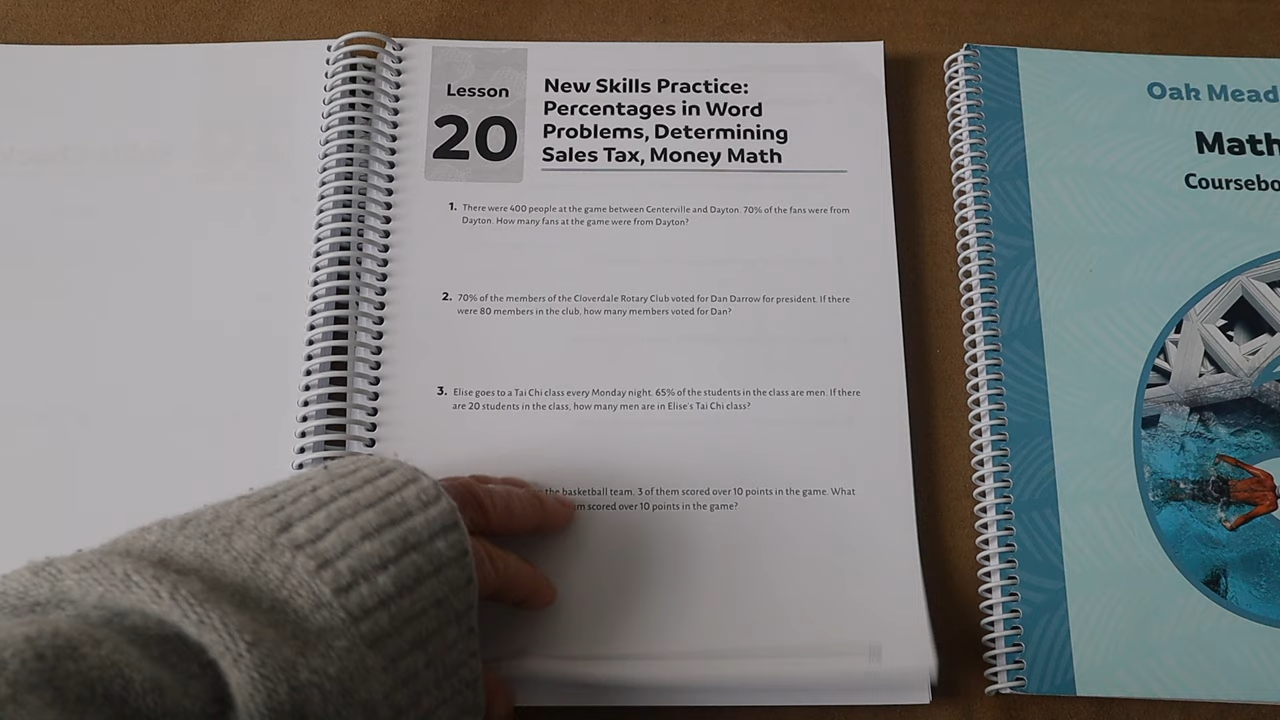 Lesson
20
New Skills Practice:
Percentages in Word
Problems, Determining
Sales Tax, Money Math
1. There were 400 people at the game between Centerville and Dayton. 70% of the fans were from
Dayton. How many fans at the game were from Dayton?
2. 70% of the members of the Cloverdale Rotary Club voted for Dan Darrow for president. If there
were 80 members in the club, how many members voted for Dan?
3. Elise goes to a Tai Chi class every Monday night. 65% of the students in the class are men. If there
are 20 students in the class, how many men are in Elise's Tai Chi class?
the basketball team. 3 of them scored over 10 points in the game. What
scored over 10 points in the game?
Oak Mead
Math
Coursebo